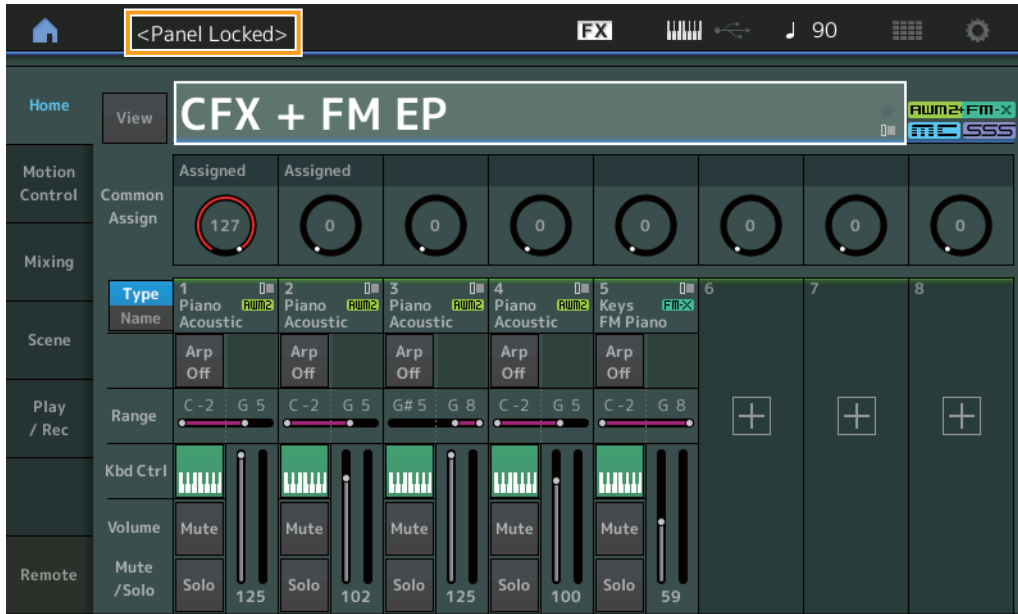 <Panel Locked>
FX
90
Home
View
CFX + FM EP
AWM2+FM-X
MC SSS
Motion
Control
Common
Assign
Assigned
Assigned
127
0
0
0
0
0
0
0
Mixing
Type
Name
1
Piano
AWM2
Acoustic
2
Piano
AWM2
Acoustic
3
Piano
AWM2
Acoustic
4
Piano
AWM2
Acoustic
5
Keys
FM-X
FM Piano
6
7
8
Scene
Arp
Off
Arp
Off
Arp
Off
Arp
Off
Arp
Off
Play
/ Rec
Range
C -2 G 5
C -2 G 5
G# 5 G 8
C -2 G 5
C -2 G 8
Kbd Ctrl
Volume
Mute
Mute
Mute
Mute
Mute
Remote
Mute
/Solo
Solo
125
Solo
102
Solo
125
Solo
100
Solo
59